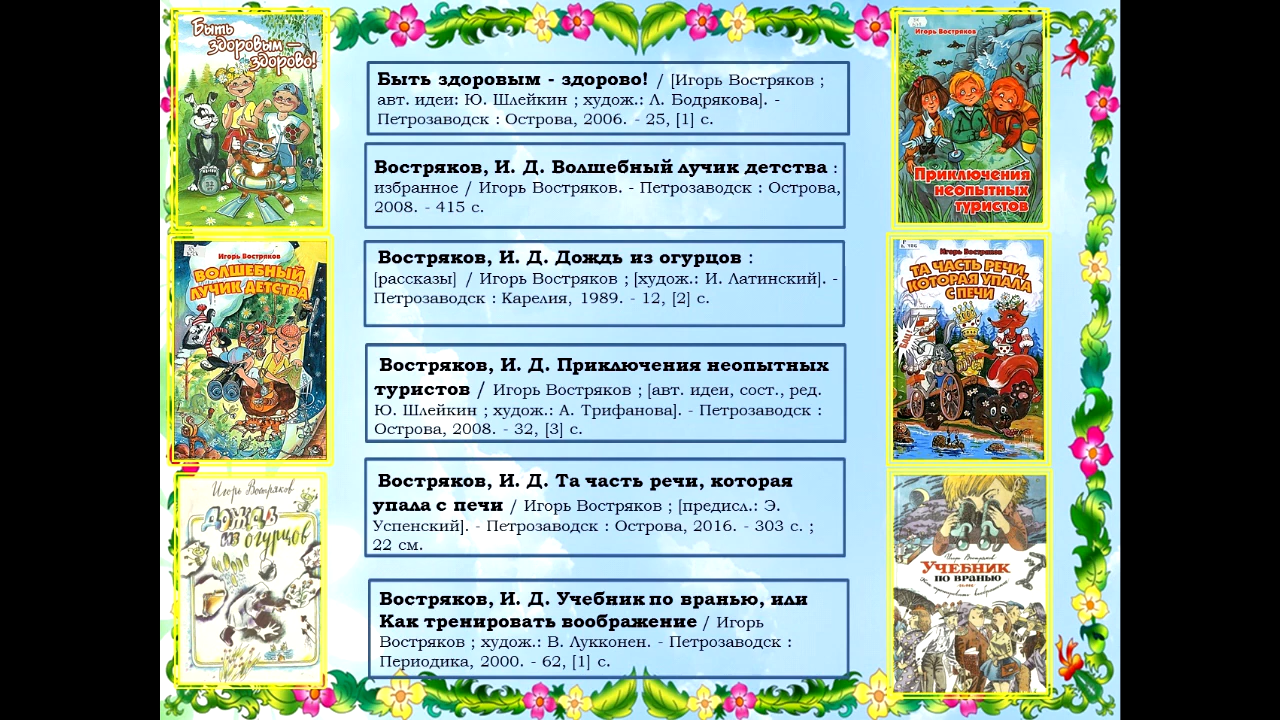 Быть
здоровым –
здорово!
Игорь Востряков
Приключения
неопытных
туристов
Быть здоровым - здорово! / [Игорь Востряков ;
авт. идеи: Ю. Шлейкин ; худож.: Л. Бодрякова]. -
Петрозаводск : Острова, 2006. - 25, [1] с.
Востряков, И. Д. Волшебный лучик детства :
избранное / Игорь Востряков. - Петрозаводск : Острова,
2008. - 415 с.
Игорь Востряков
ВОЛШЕБНЫЙ
ЛУЧИК ДЕТСТВА
Игорь Востряков
ТА ЧАСТЬ РЕЧИ,
КОТОРАЯ УПАЛА
С ПЕЧИ
Востряков, И. Д. Дождь из огурцов :
[рассказы] / Игорь Востряков ; [худож.: И. Латинский]. -
Петрозаводск : Карелия, 1989. - 12, [2] с.
Востряков, И. Д. Приключения неопытных
туристов / Игорь Востряков ; [авт. идеи, сост., ред.
Ю. Шлейкин ; худож.: А. Трифанова]. - Петрозаводск :
Острова, 2008. - 32, [3] с.
Востряков, И. Д. Та часть речи, которая
упала с печи / Игорь Востряков ; [предисл.: Э.
Успенский]. - Петрозаводск : Острова, 2016. - 303 с. ;
22 см.
Игорь Востряков
Дождь
из огурцов
Игорь Востряков
УЧЕБНИК
ПО ВРАНЬЮ
Как тренировать воображение
Востряков, И. Д. Учебник по вранью, или
Как тренировать воображение / Игорь
Востряков ; худож.: В. Лукконен. - Петрозаводск :
Периодика, 2000. - 62, [1] с.